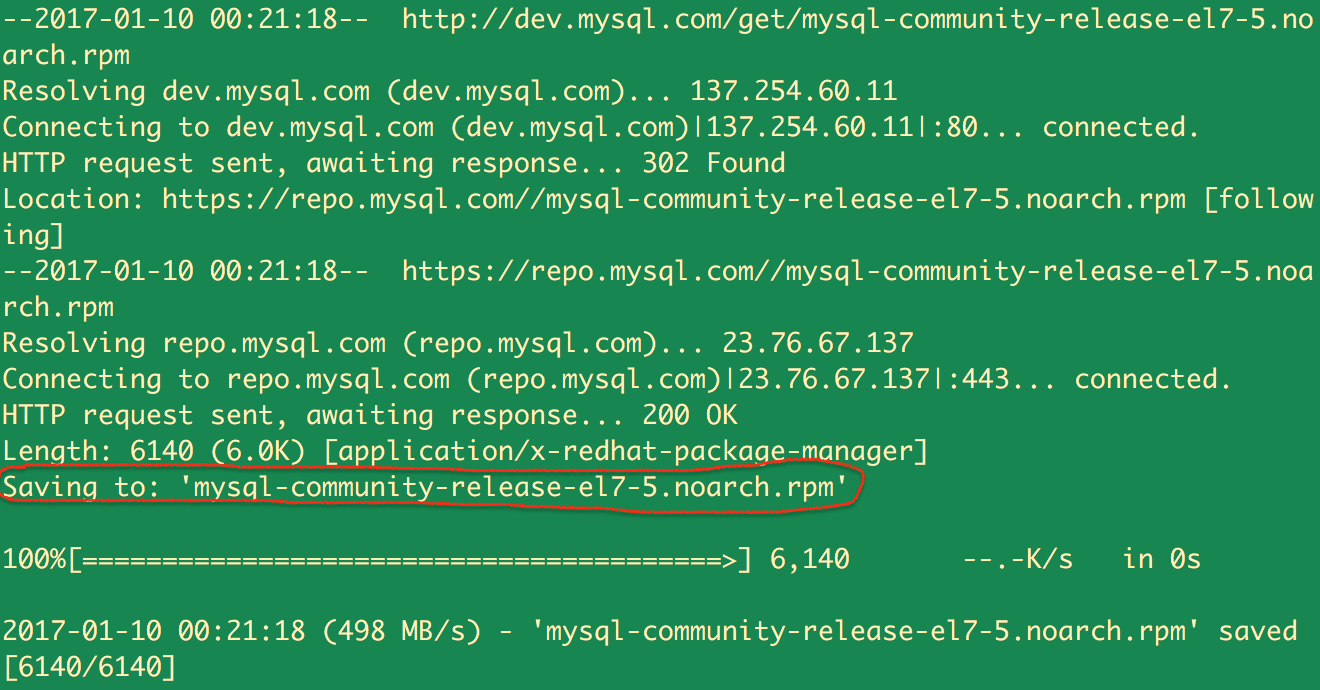 --2017-01-10 00:21:18--  http://dev.mysql.com/get/mysql-community-release-el7-5.no
arch.rpm
Resolving dev.mysql.com (dev.mysql.com)... 137.254.60.11
Connecting to dev.mysql.com (dev.mysql.com)|137.254.60.11|:80... connected.
HTTP request sent, awaiting response... 302 Found
Location: https://repo.mysql.com//mysql-community-release-el7-5.noarch.rpm [follow
ing]
--2017-01-10 00:21:18--  https://repo.mysql.com//mysql-community-release-el7-5.noa
rch.rpm
Resolving repo.mysql.com (repo.mysql.com)... 23.76.67.137
Connecting to repo.mysql.com (repo.mysql.com)|23.76.67.137|:443... connected.
HTTP request sent, awaiting response... 200 OK
Length: 6140 (6.0K) [application/x-redhat-package-manager]
Saving to: 'mysql-community-release-el7-5.noarch.rpm'
100%[========================================>] 6,140       --.-K/s   in 0s
2017-01-10 00:21:18 (498 MB/s) - 'mysql-community-release-el7-5.noarch.rpm' saved
[6140/6140]